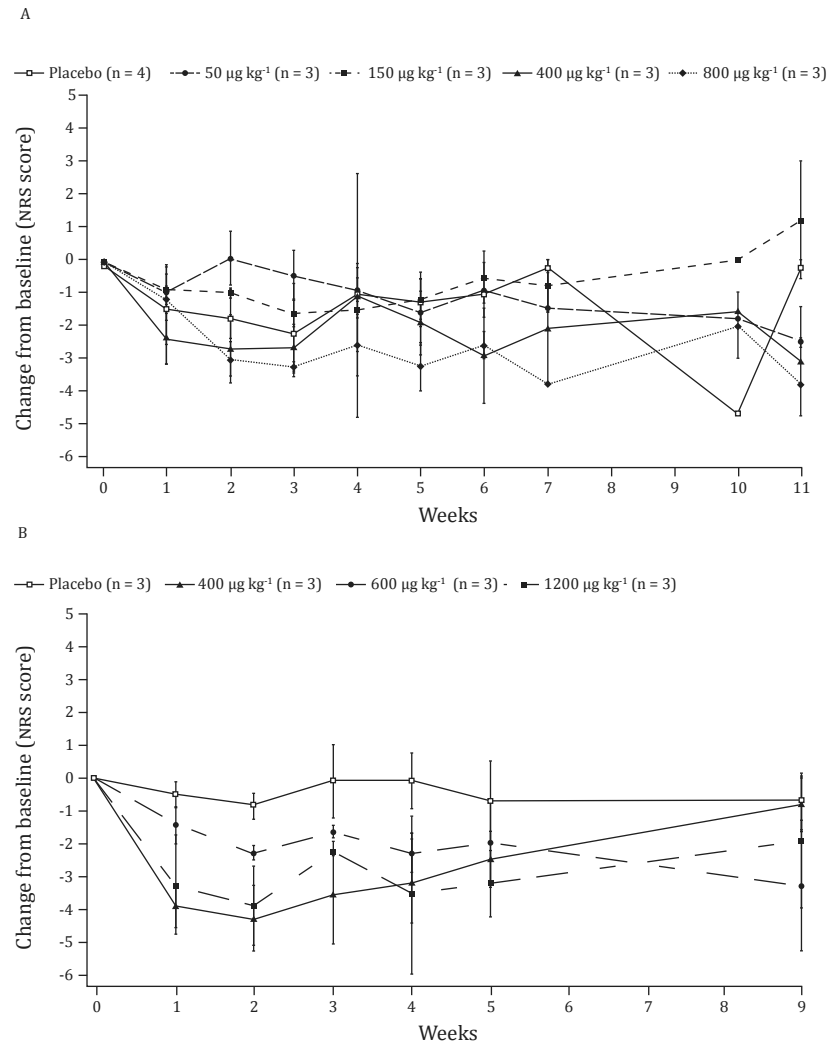 A
Placebo (n = 4) 50 µg kg⁻¹ (n = 3) 150 µg kg⁻¹ (n = 3) 400 µg kg⁻¹ (n = 3) 800 µg kg⁻¹ (n = 3)
Change from baseline (NRS score)
5
4
3
2
1
0
-1
-2
-3
-4
-5
-6
0 1 2 3 4 5 6 7 8 9 10 11
Weeks
B
Placebo (n = 3) 400 µg kg⁻¹ (n = 3) 600 µg kg⁻¹ (n = 3) - 1200 µg kg⁻¹ (n = 3)
Change from baseline (NRS score)
5
4
3
2
1
0
-1
-2
-3
-4
-5
-6
0 1 2 3 4 5 6 7 8 9
Weeks